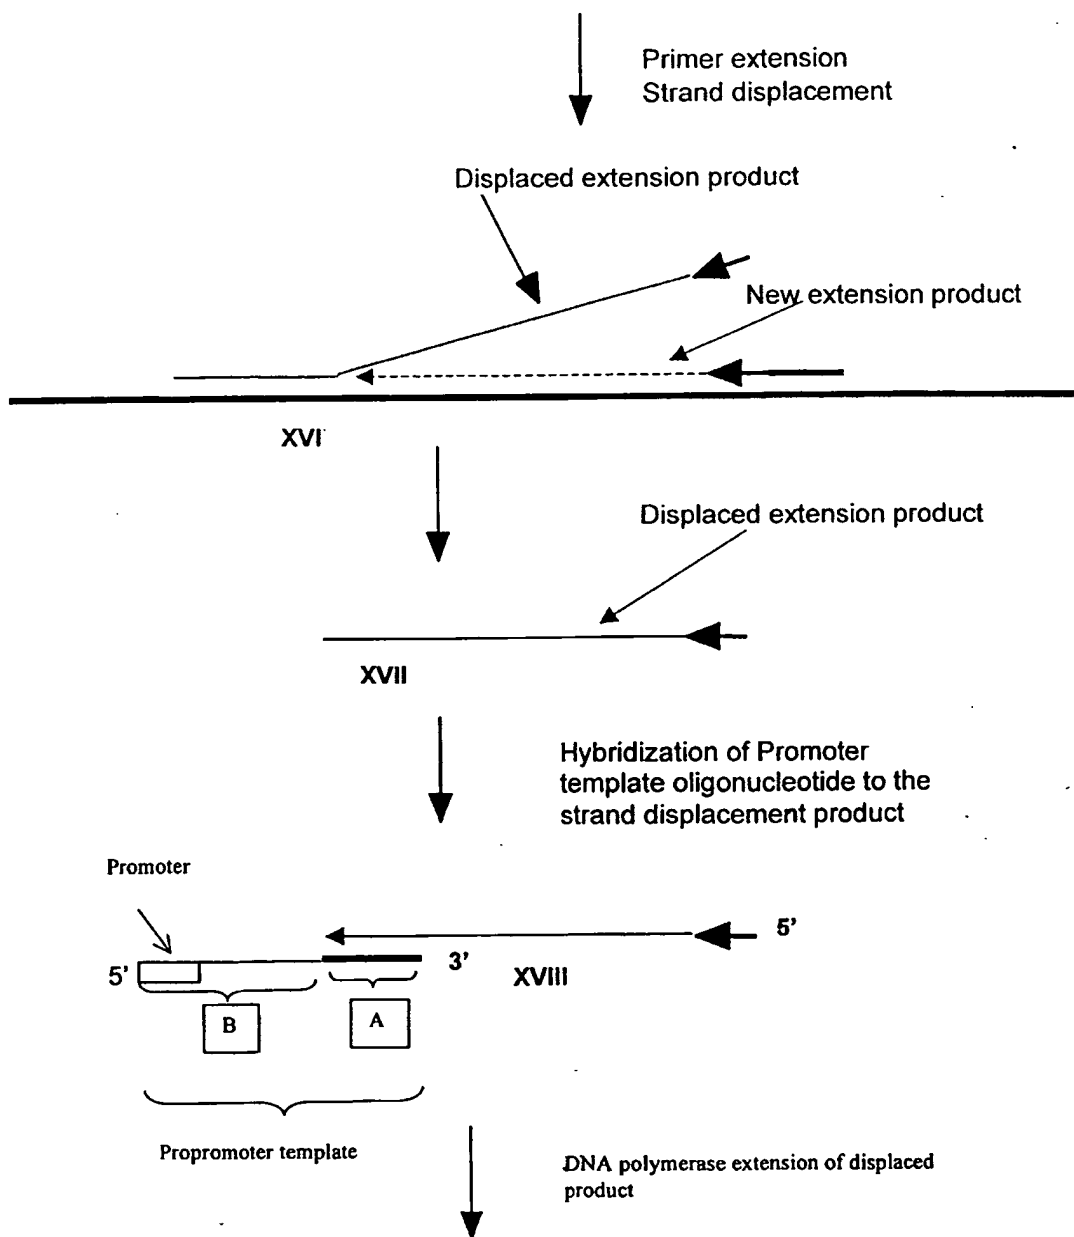 Primer extension
Strand displacement
Displaced extension product
New extension product
XVI
Displaced extension product
XVII
Hybridization of Promoter
template oligonucleotide to the
strand displacement product
Promoter
5'
5'
3'
XVIII
B
A
Propromoter template
DNA polymerase extension of displaced
product